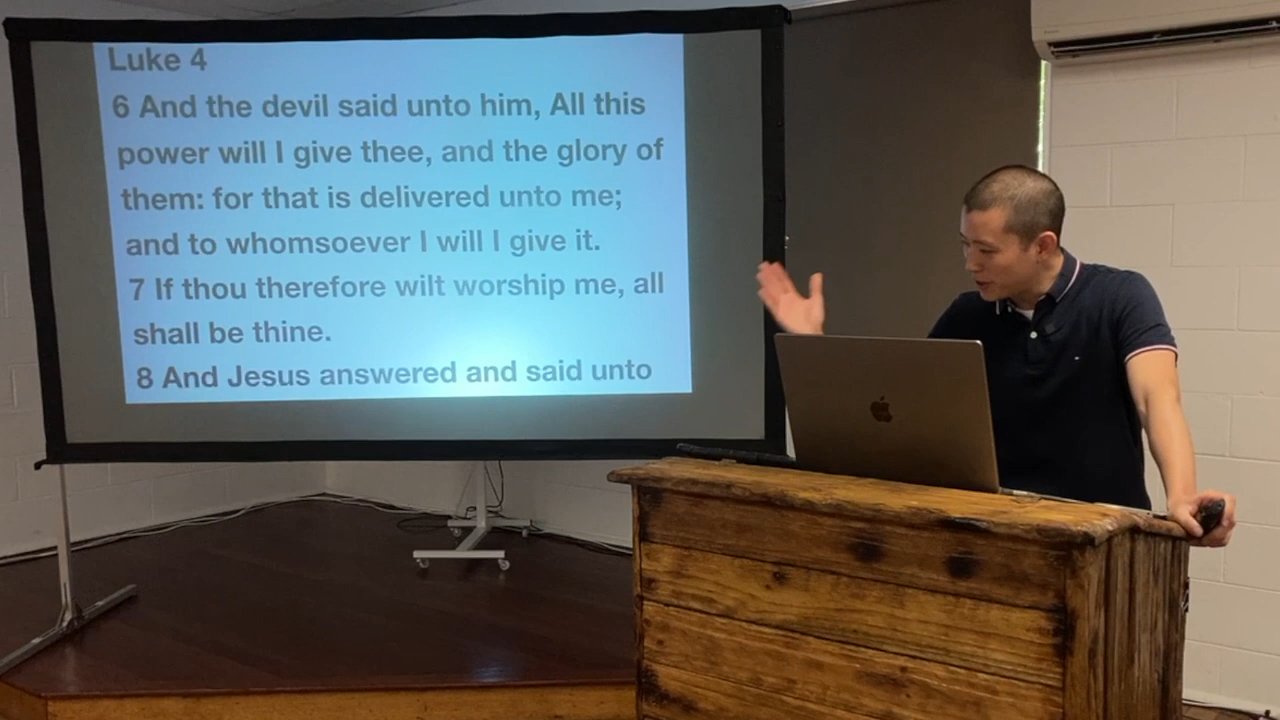 Luke 4
6 And the devil said unto him, All this
power will I give thee, and the glory of
them: for that is delivered unto me;
and to whomsoever I will I give it.
7 If thou therefore wilt worship me, all
shall be thine.
8 And Jesus answered and said unto